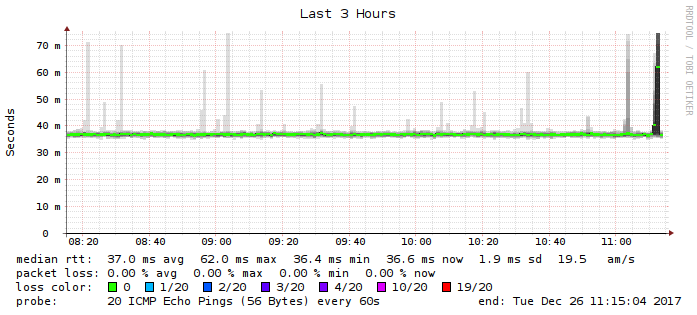 Last 3 Hours
RRDTOOL / TOBI OETIKER
Seconds
70 m
60 m
50 m
40 m
30 m
20 m
10 m
0
08:20 08:40 09:00 09:20 09:40 10:00 10:20 10:40 11:00
median rtt: 37.0 ms avg 62.0 ms max 36.4 ms min 36.6 ms now 1.9 ms sd 19.5 am/s
packet loss: 0.00 % avg 0.00 % max 0.00 % min 0.00 % now
loss color: 0 1/20 2/20 3/20 4/20 10/20 19/20
probe: 20 ICMP Echo Pings (56 Bytes) every 60s end: Tue Dec 26 11:15:04 2017